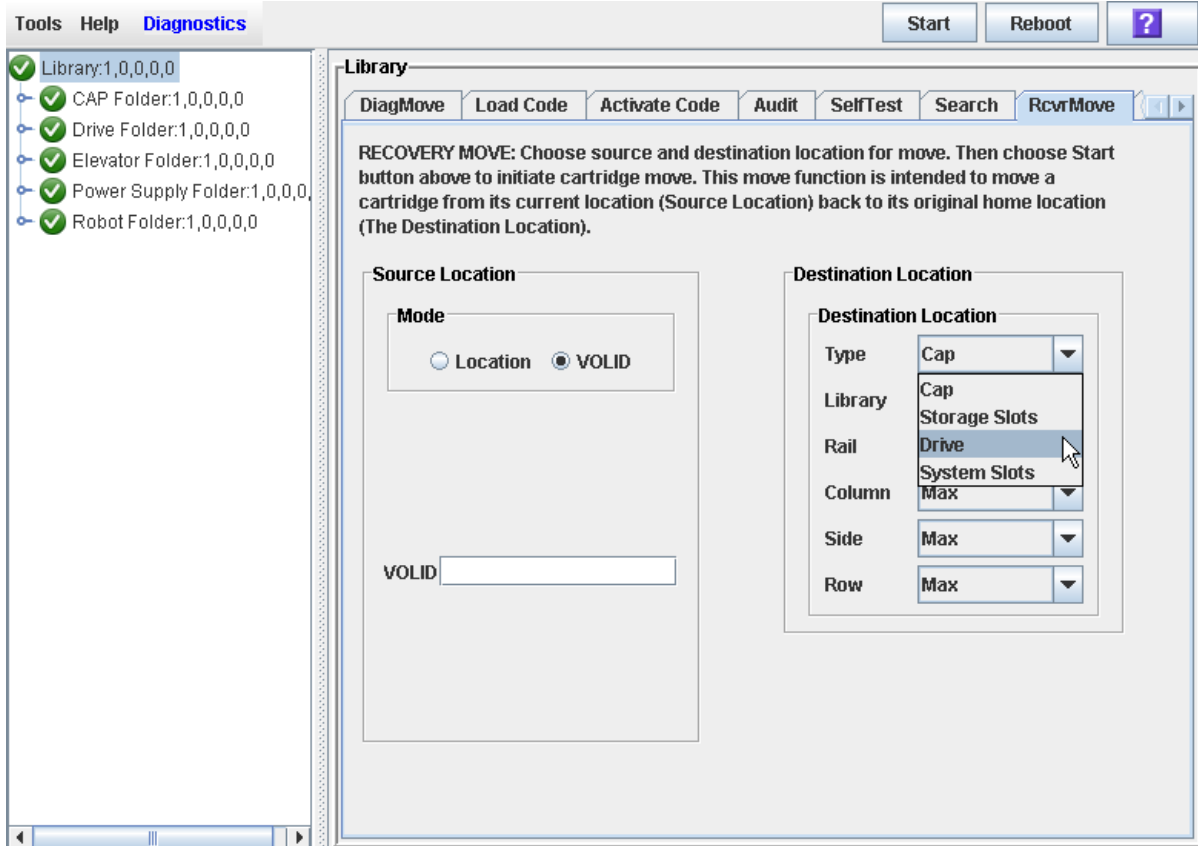 Tools Help Diagnostics
Start
Reboot
?
Library:1,0,0,0,0
CAP Folder:1,0,0,0,0
Drive Folder:1,0,0,0,0
Elevator Folder:1,0,0,0,0
Power Supply Folder:1,0,0,0,
Robot Folder:1,0,0,0,0
Library
DiagMove
Load Code
Activate Code
Audit
SelfTest
Search
RcvrMove
RECOVERY MOVE: Choose source and destination location for move. Then choose Start
button above to initiate cartridge move. This move function is intended to move a
cartridge from its current location (Source Location) back to its original home location
(The Destination Location).
Source Location
Mode
Location
VOLID
VOLID
Destination Location
Destination Location
Type
Cap
Cap
Storage Slots
Drive
System Slots
Library
Rail
Column
Max
Side
Max
Row
Max